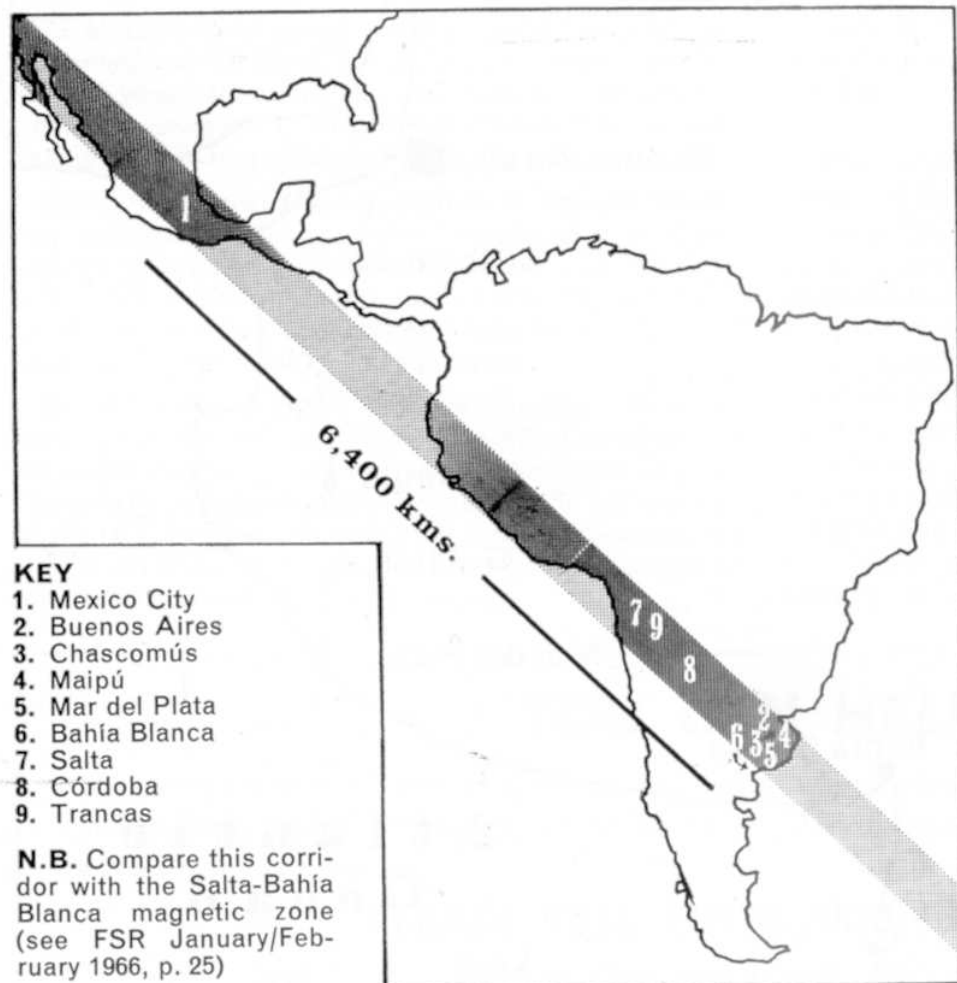 1
6,400 kms.
7 9
8
2
6 3 4
5
KEY
1. Mexico City
2. Buenos Aires
3. Chascomús
4. Maipú
5. Mar del Plata
6. Bahía Blanca
7. Salta
8. Córdoba
9. Trancas
N.B. Compare this corri-
dor with the Salta-Bahía
Blanca magnetic zone
(see FSR January/Feb-
ruary 1966, p. 25)